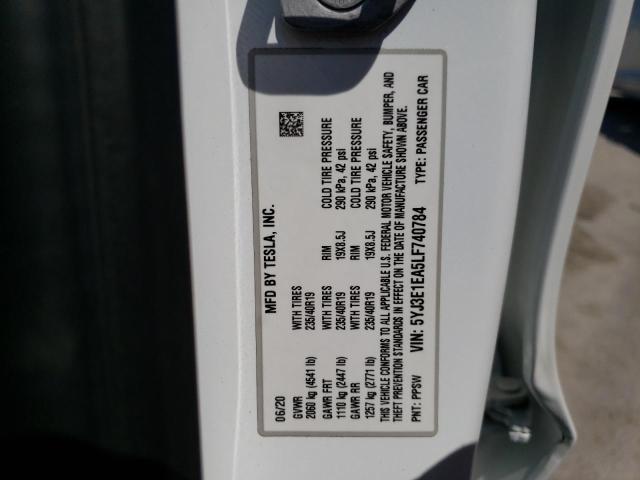 MFD BY TESLA, INC.
06/20
GVWR WITH TIRES RIM COLD TIRE PRESSURE
2060 kg (4541 lb) 235/40R19 19X8.5J 290 kPa, 42 psi
GAWR FRT WITH TIRES RIM COLD TIRE PRESSURE
1110 kg (2447 lb) 235/40R19 19X8.5J 290 kPa, 42 psi
GAWR RR WITH TIRES
1257 kg (2771 lb) 235/40R19
THIS VEHICLE CONFORMS TO ALL APPLICABLE U.S. FEDERAL MOTOR VEHICLE SAFETY, BUMPER, AND
THEFT PREVENTION STANDARDS IN EFFECT ON THE DATE OF MANUFACTURE SHOWN ABOVE.
VIN: 5YJ3E1EA5LF740784 TYPE: PASSENGER CAR
PNT: PPSW